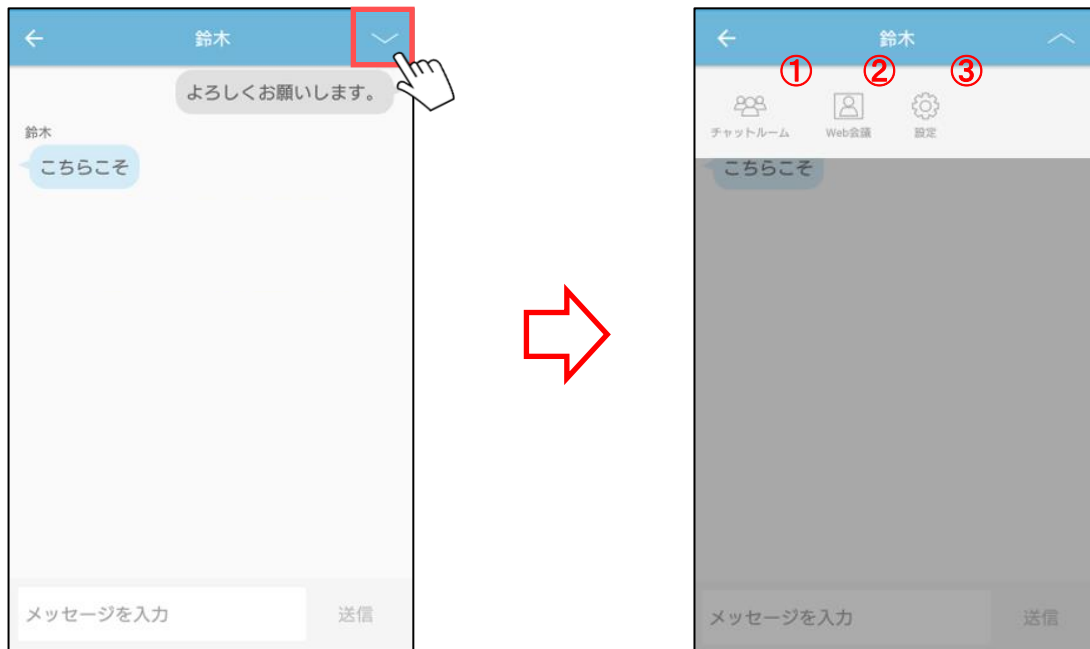 鈴木
よろしくお願いします。
鈴木
こちらこそ
メッセージを入力
送信
鈴木
① ② ③
チャットルーム Web会議 設定
こちらこそ
メッセージを入力
送信